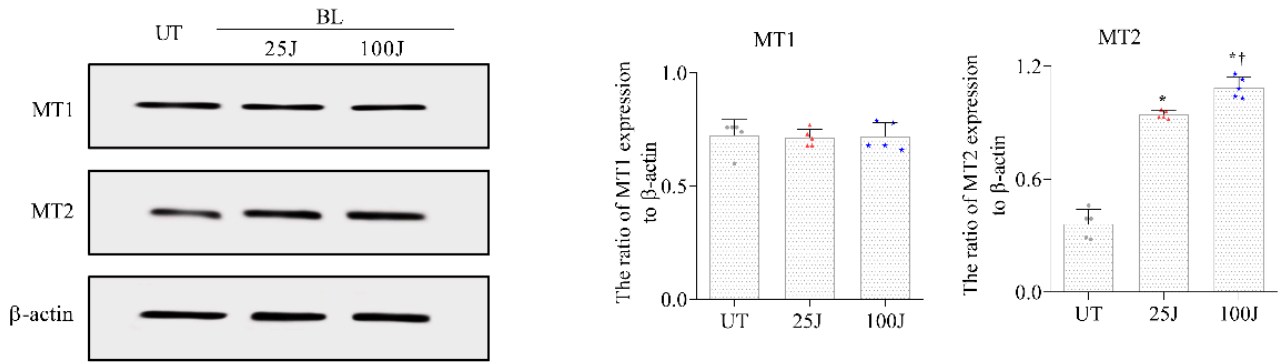 BL
UT
25J
100J
MT1
MT2
β-actin
MT1
The ratio of MT1 expression
to β-actin
1.0
0.5
0.0
UT
25J
100J
MT2
The ratio of MT2 expression
to β-actin
1.2
0.6
0.0
*
*†
UT
25J
100J